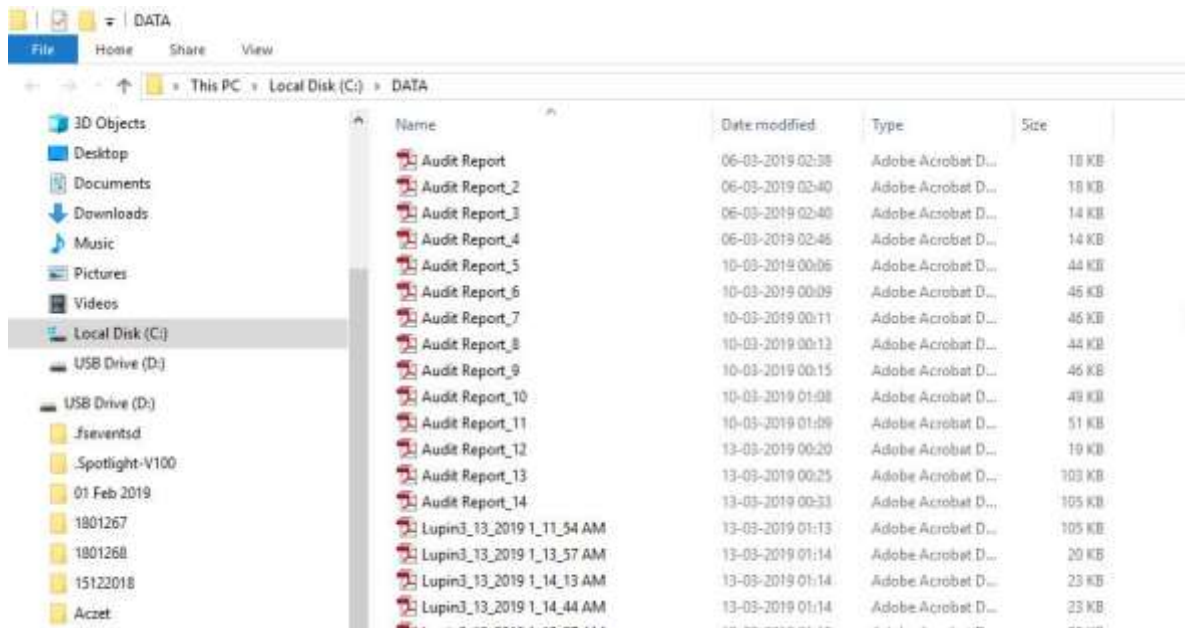 DATA
File Home Share View
This PC Local Disk (C:) DATA
3D Objects
Desktop
Documents
Downloads
Music
Pictures
Videos
Local Disk (C:)
USB Drive (D:)
USB Drive (D:)
.fseventsd
.Spotlight-V100
01 Feb 2019
1801267
1801268
15122018
Aczet
Name Date modified Type Size
Audit Report 06-03-2019 02:38 Adobe Acrobat D... 18 KB
Audit Report_2 06-03-2019 02:40 Adobe Acrobat D... 18 KB
Audit Report_3 06-03-2019 02:40 Adobe Acrobat D... 14 KB
Audit Report_4 06-03-2019 02:46 Adobe Acrobat D... 14 KB
Audit Report_5 10-03-2019 00:06 Adobe Acrobat D... 44 KB
Audit Report_6 10-03-2019 00:09 Adobe Acrobat D... 46 KB
Audit Report_7 10-03-2019 00:11 Adobe Acrobat D... 46 KB
Audit Report_8 10-03-2019 00:13 Adobe Acrobat D... 44 KB
Audit Report_9 10-03-2019 00:15 Adobe Acrobat D... 46 KB
Audit Report_10 10-03-2019 01:08 Adobe Acrobat D... 49 KB
Audit Report_11 10-03-2019 01:09 Adobe Acrobat D... 51 KB
Audit Report_12 13-03-2019 00:20 Adobe Acrobat D... 19 KB
Audit Report_13 13-03-2019 00:25 Adobe Acrobat D... 103 KB
Audit Report_14 13-03-2019 00:33 Adobe Acrobat D... 105 KB
Lupin3_13_2019 1_11_54 AM 13-03-2019 01:13 Adobe Acrobat D... 105 KB
Lupin3_13_2019 1_13_57 AM 13-03-2019 01:14 Adobe Acrobat D... 20 KB
Lupin3_13_2019 1_14_13 AM 13-03-2019 01:14 Adobe Acrobat D... 23 KB
Lupin3_13_2019 1_14_44 AM 13-03-2019 01:14 Adobe Acrobat D... 23 KB